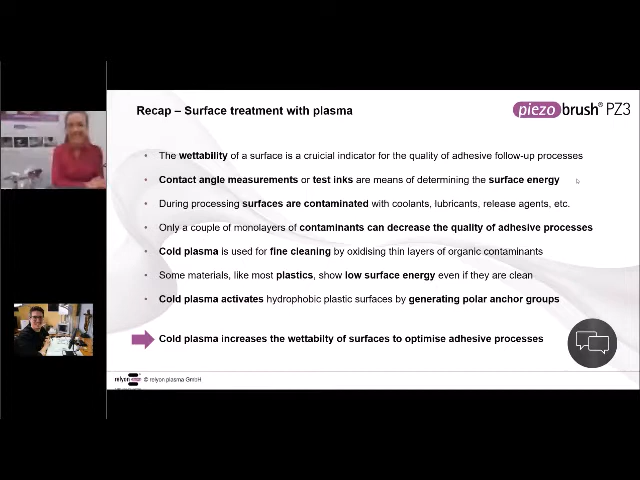 Recap – Surface treatment with plasma
piezo brush® PZ3
• The wettability of a surface is a cruicial indicator for the quality of adhesive follow-up processes
• Contact angle measurements or test inks are means of determining the surface energy
• During processing surfaces are contaminated with coolants, lubricants, release agents, etc.
• Only a couple of monolayers of contaminants can decrease the quality of adhesive processes
• Cold plasma is used for fine cleaning by oxidising thin layers of organic contaminants
• Some materials, like most plastics, show low surface energy even if they are clean
• Cold plasma activates hydrophobic plastic surfaces by generating polar anchor groups
Cold plasma increases the wettabilty of surfaces to optimise adhesive processes
relyon © relyon plasma GmbH